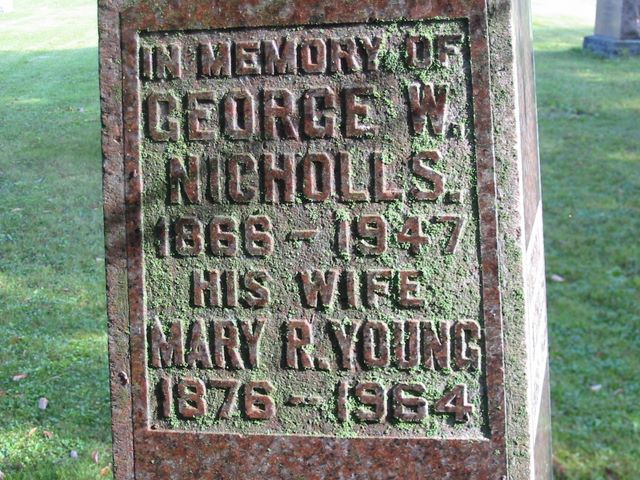 IN MEMORY OF
GEORGE W.
NICHOLLS.
1866 - 1947
HIS WIFE
MARY R. YOUNG
1876 - 1964